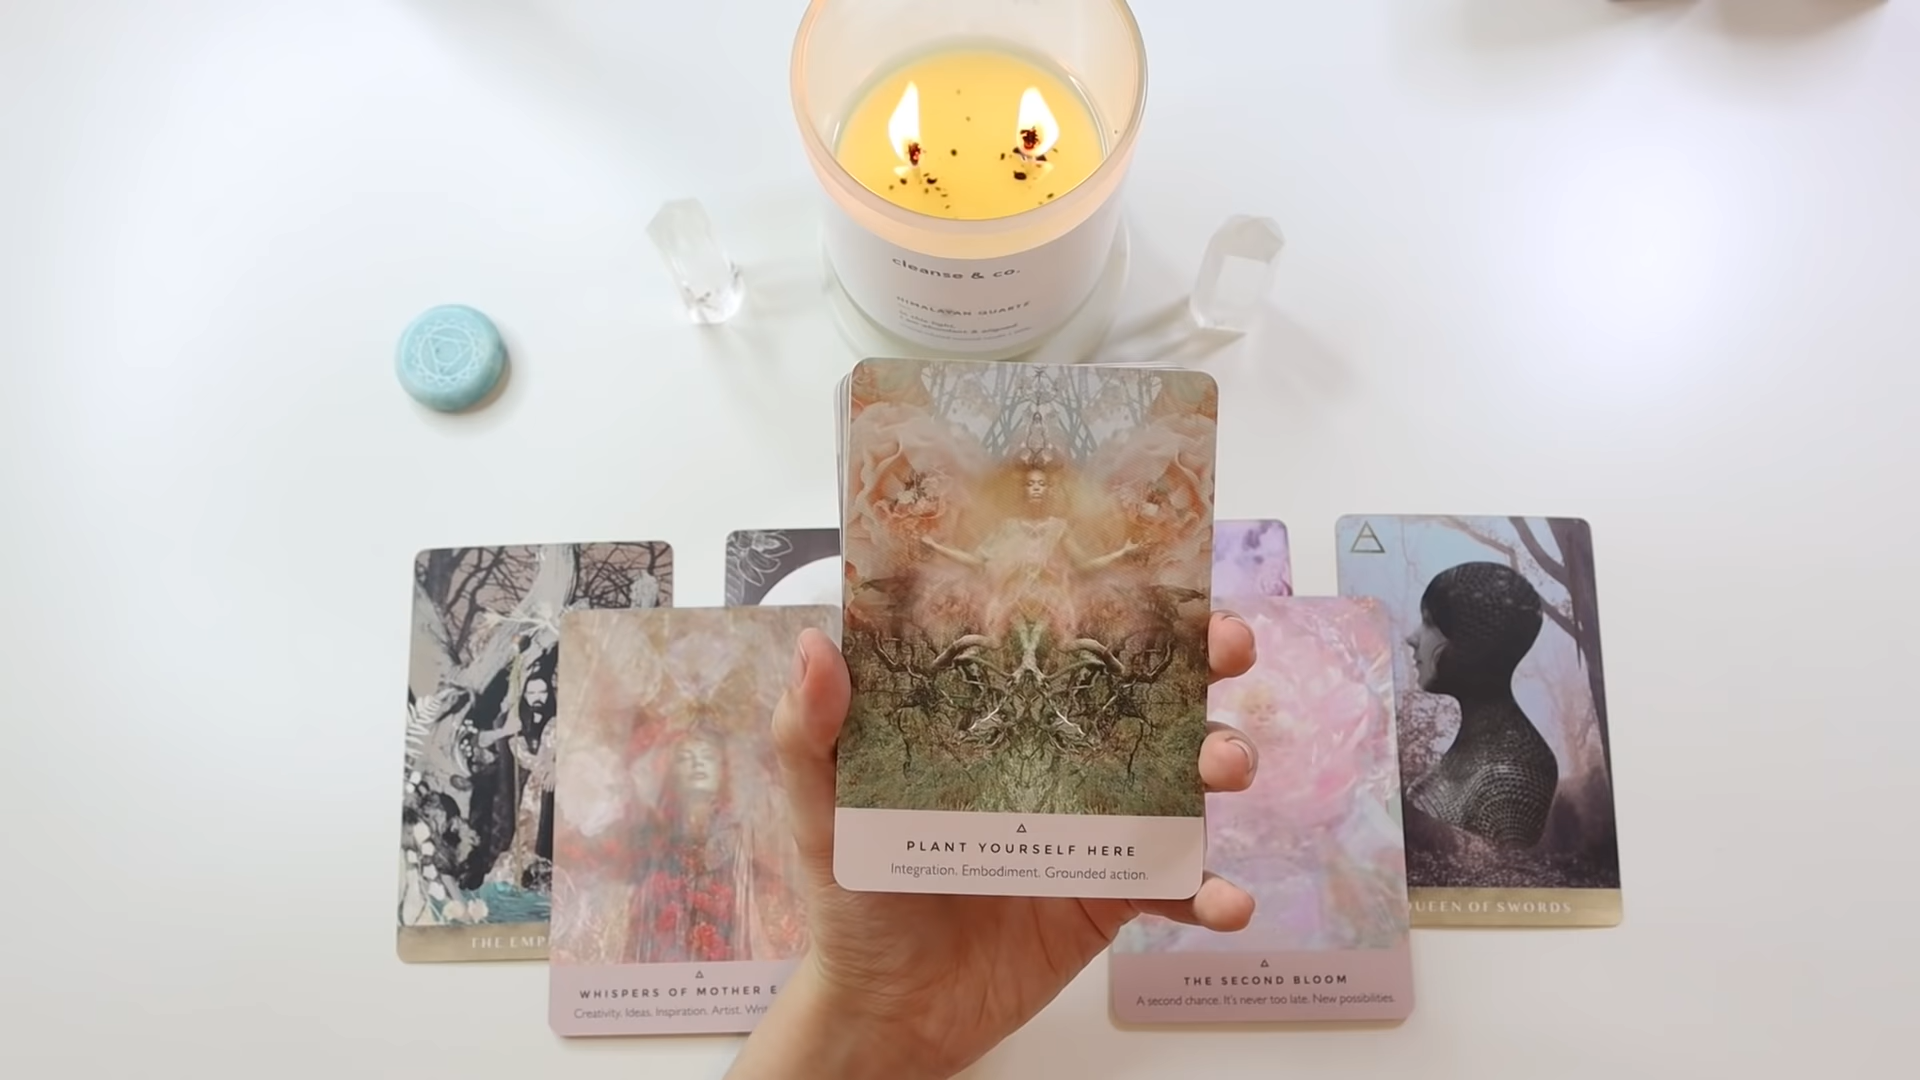 cleanse & co.
HIMALAYAN QUARTZ
PLANT YOURSELF HERE
Integration. Embodiment. Grounded action.
THE EMP
QUEEN OF SWORDS
WHISPERS OF MOTHER E
Creativity. Ideas. Inspiration. Artist. Wri
THE SECOND BLOOM
A second chance. It's never too late. New possibilities.